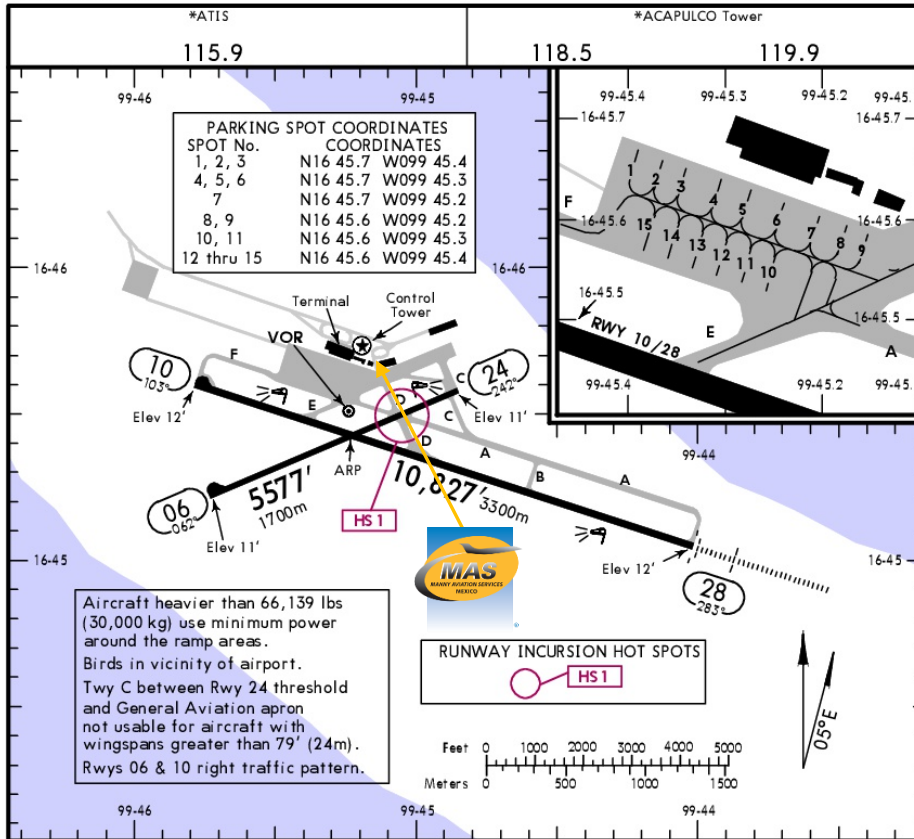 *ATIS
115.9
*ACAPULCO Tower
118.5 119.9
99-46 99-45
PARKING SPOT COORDINATES
SPOT No. COORDINATES
1, 2, 3 N16 45.7 W099 45.4
4, 5, 6 N16 45.7 W099 45.3
7 N16 45.7 W099 45.2
8, 9 N16 45.6 W099 45.2
10, 11 N16 45.6 W099 45.3
12 thru 15 N16 45.6 W099 45.4
99-45.4 99-45.3 99-45.2 99-45.
16-45.7 16-45.7
1 2 3 4 5 6 7 8 9
15 14 13 12 11 10
F
16-45.6 16-45.6
16-45.5 16-45.5
RWY 10/28
E
A
99-45.4 99-45.3 99-45.2 99-45.
16-46 16-46
Terminal
Control
Tower
VOR
10
103°
F
24
242°
C
Elev 12'
Elev 11'
E
D
C
D
A
B
A
ARP
99-44
06
062°
5577'
1700m
10,827'
3300m
HS 1
Elev 11'
Elev 12'
28
283°
16-45 16-45
MAS
MANNY AVIATION SERVICES
MEXICO
®
Aircraft heavier than 66,139 lbs
(30,000 kg) use minimum power
around the ramp areas.
Birds in vicinity of airport.
Twy C between Rwy 24 threshold
and General Aviation apron
not usable for aircraft with
wingspans greater than 79' (24m).
Rwys 06 & 10 right traffic pattern.
RUNWAY INCURSION HOT SPOTS
HS 1
05°E
Feet 0 1000 2000 3000 4000 5000
Meters 0 500 1000 1500
99-46 99-45 99-44